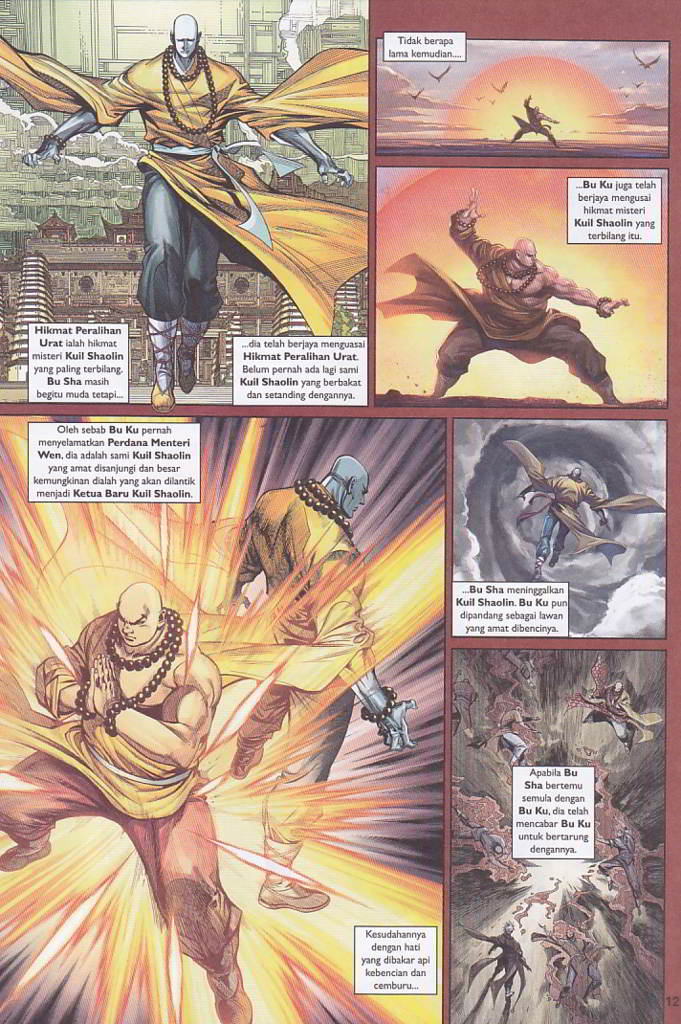 Hikmat Peralihan
Urat ialah hikmat
misteri Kuil Shaolin
yang paling terbilang.
Bu Sha masih
begitu muda tetapi...
...dia telah berjaya menguasai
Hikmat Peralihan Urat.
Belum pernah ada lagi sami
Kuil Shaolin yang berbakat
dan setanding dengannya.
Tidak berapa
lama kemudian....
...Bu Ku juga telah
berjaya mengusai
hikmat misteri
Kuil Shaolin yang
terbilang itu.
Oleh sebab Bu Ku pernah
menyelamatkan Perdana Menteri
Wen, dia adalah sami Kuil Shaolin
yang amat disanjungi dan besar
kemungkinan dialah yang akan dilantik
menjadi Ketua Baru Kuil Shaolin.
Kesudahannya
dengan hati
yang dibakar api
kebencian dan
cemburu...
...Bu Sha meninggalkan
Kuil Shaolin. Bu Ku pun
dipandang sebagai lawan
yang amat dibencinya.
Apabila Bu
Sha bertemu
semula dengan
Bu Ku, dia telah
mencabar Bu Ku
untuk bertarung
dengannya.
12